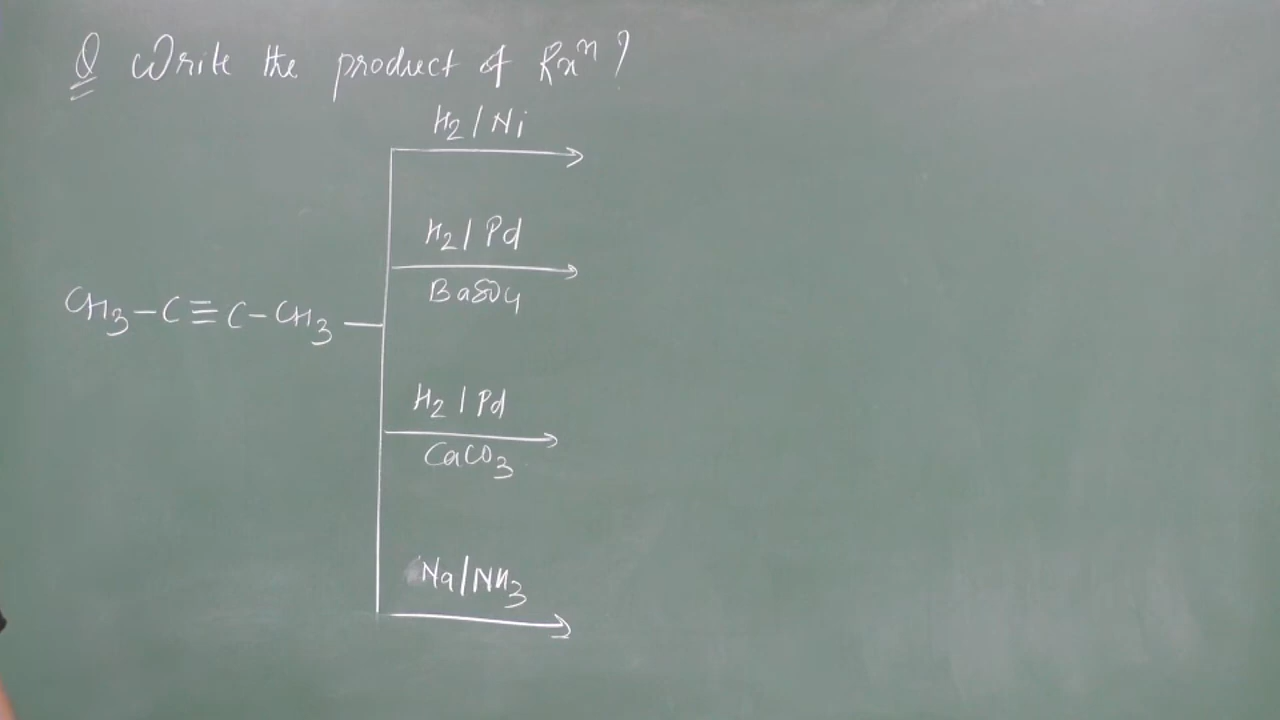 Q Write the product of Rxⁿ?
H₂/Ni
H₂/Pd
BaSO₄
CH₃-C≡C-CH₃
H₂/Pd
CaCO₃
Na/NH₃